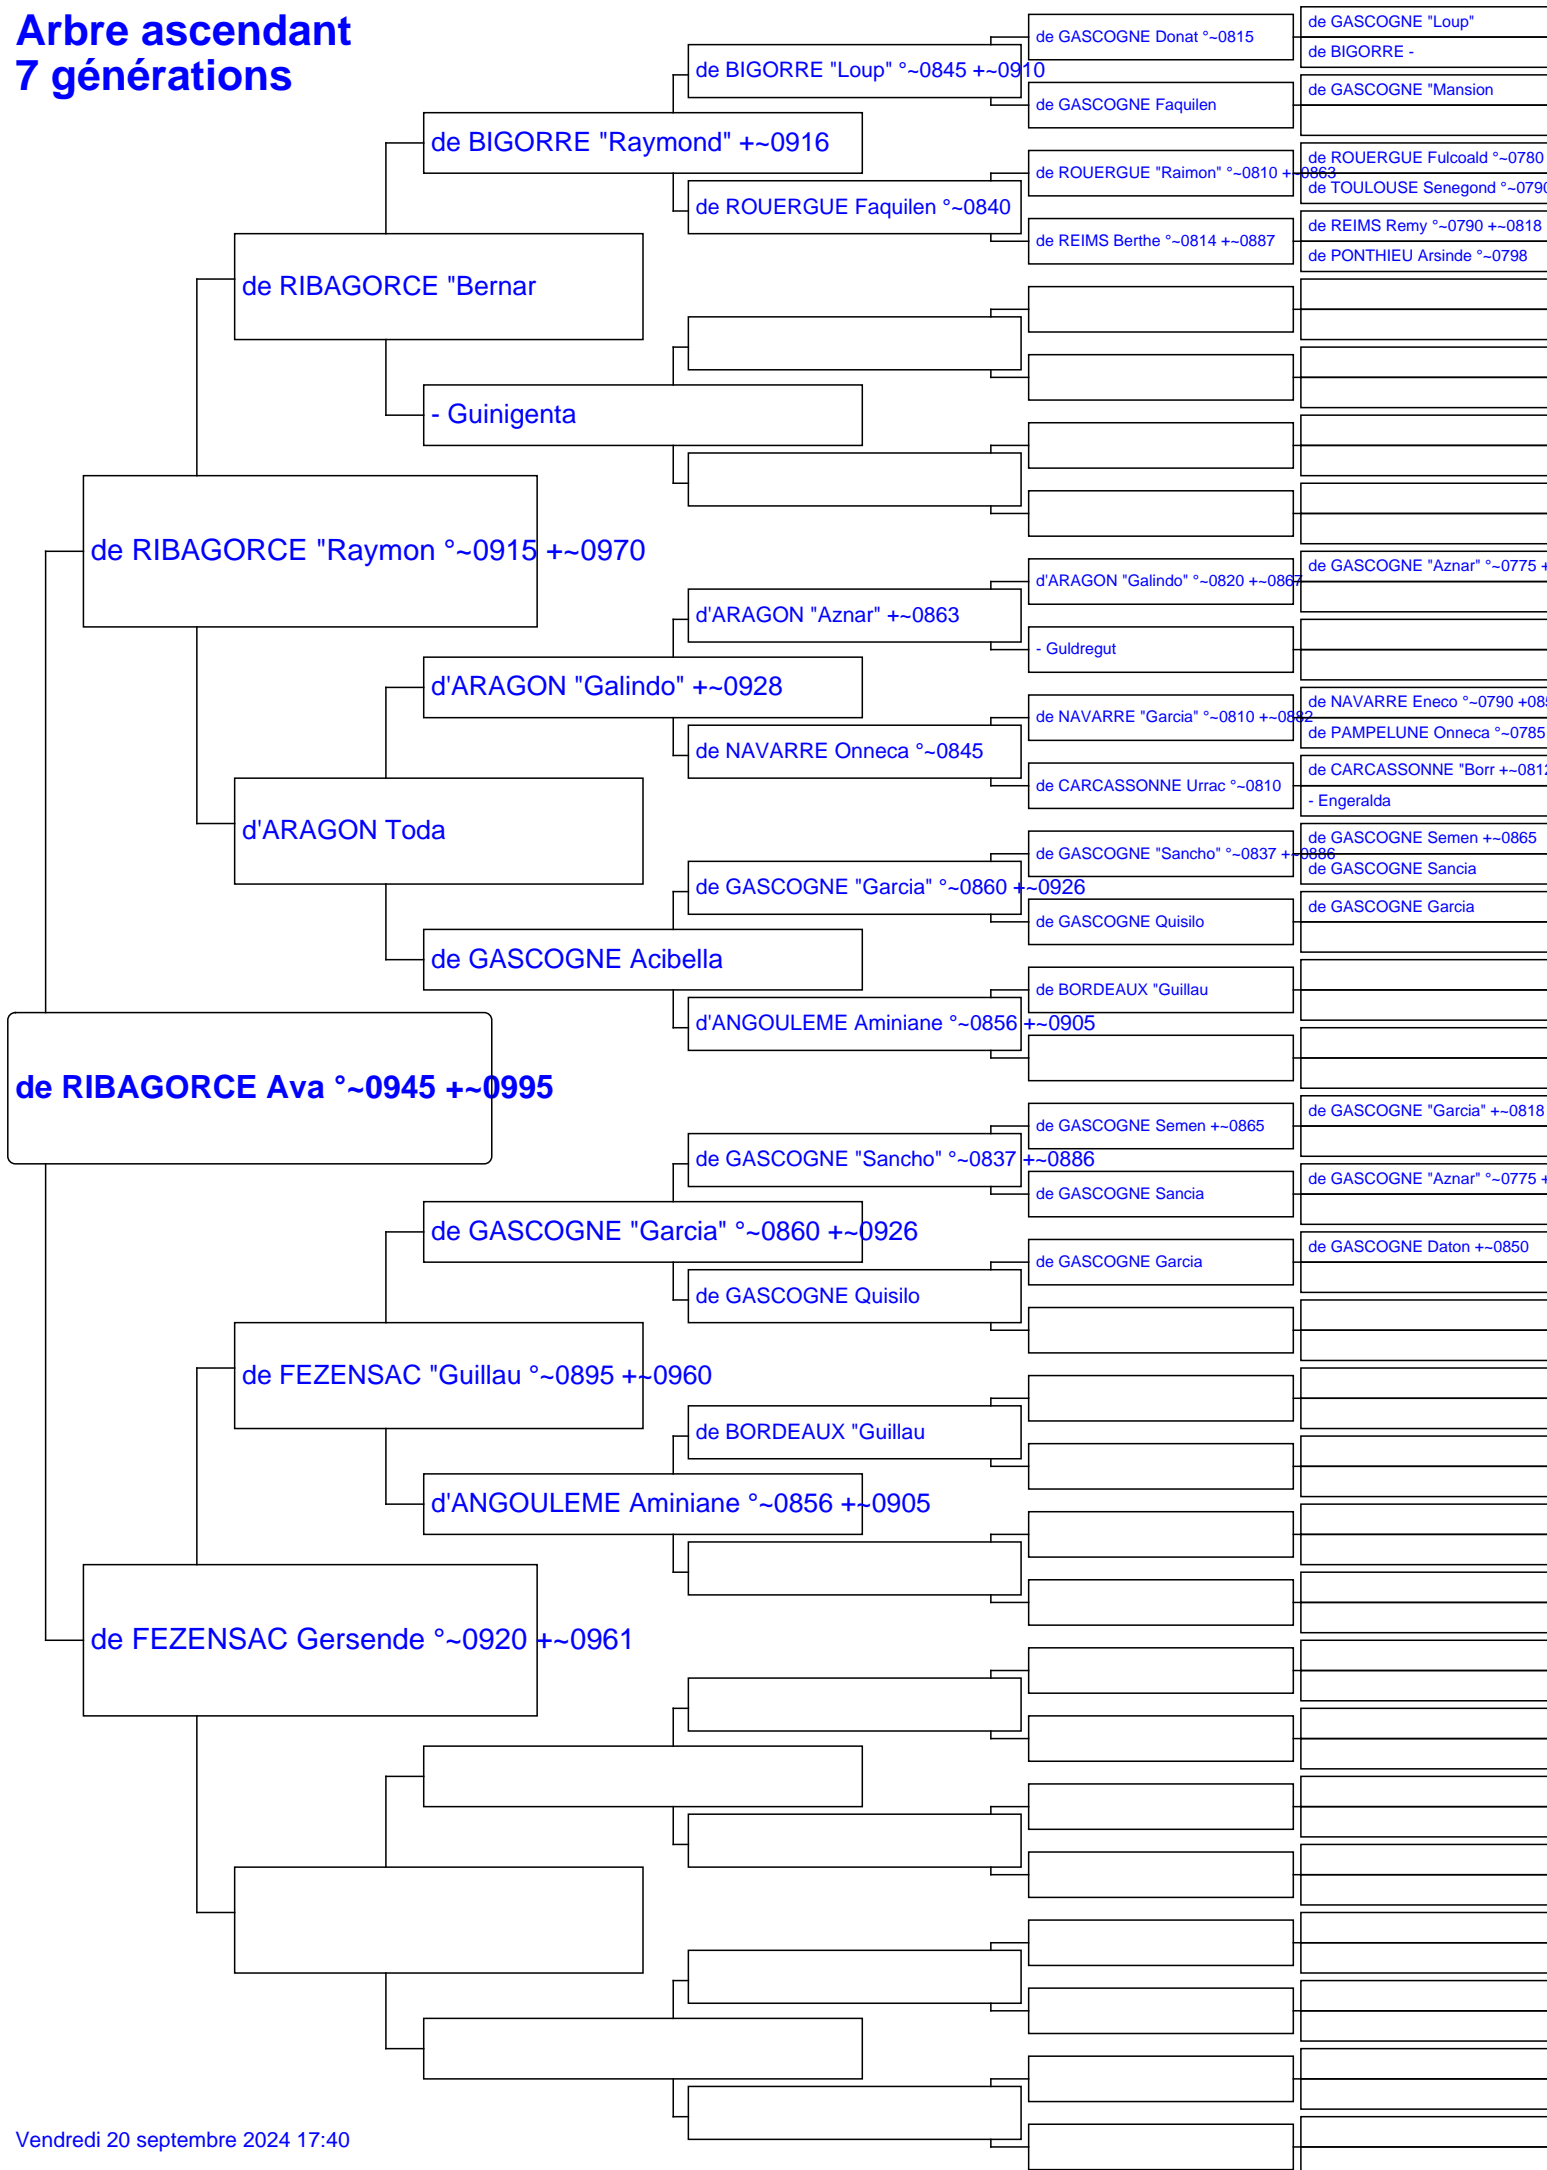 Arbre ascendant
7 générations
de RIBAGORCE Ava °~0945 +~0995
de RIBAGORCE "Raymon °~0915 +~0970
de FEZENSAC Gersende °~0920 +~0961
de RIBAGORCE "Bernar
d'ARAGON Toda
de FEZENSAC "Guillau °~0895 +~0960
de BIGORRE "Raymond" +~0916
- Guinigenta
d'ARAGON "Galindo" +~0928
de GASCOGNE Acibella
de GASCOGNE "Garcia" °~0860 +~0926
d'ANGOULEME Aminiane °~0856 +~0905
de BIGORRE "Loup" °~0845 +~0910
de ROUERGUE Faquilen °~0840
d'ARAGON "Aznar" +~0863
de NAVARRE Onneca °~0845
de GASCOGNE "Garcia" °~0860 +~0926
d'ANGOULEME Aminiane °~0856 +~0905
de GASCOGNE "Sancho" °~0837 +~0886
de GASCOGNE Quisilo
de BORDEAUX "Guillau
de GASCOGNE Donat °~0815
de GASCOGNE Faquilen
de ROUERGUE "Raimon" °~0810 +~0863
de REIMS Berthe °~0814 +~0887
d'ARAGON "Galindo" °~0820 +~0867
- Guldregut
de NAVARRE "Garcia" °~0810 +~0882
de CARCASSONNE Urrac °~0810
de GASCOGNE "Sancho" °~0837 +~0886
de GASCOGNE Quisilo
de BORDEAUX "Guillau
de GASCOGNE Semen +~0865
de GASCOGNE Sancia
de GASCOGNE Garcia
de GASCOGNE "Loup"
de BIGORRE -
de GASCOGNE "Mansion
de ROUERGUE Fulcoald °~0780
de TOULOUSE Senegond °~0790
de REIMS Remy °~0790 +~0818
de PONTHIEU Arsinde °~0798
de GASCOGNE "Aznar" °~0775 +
de NAVARRE Eneco °~0790 +085
de PAMPELUNE Onneca °~0785
de CARCASSONNE "Borr +~0812
- Engeralda
de GASCOGNE Semen +~0865
de GASCOGNE Sancia
de GASCOGNE Garcia
de GASCOGNE "Garcia" +~0818
de GASCOGNE "Aznar" °~0775 +
de GASCOGNE Daton +~0850
Vendredi 20 septembre 2024 17:40